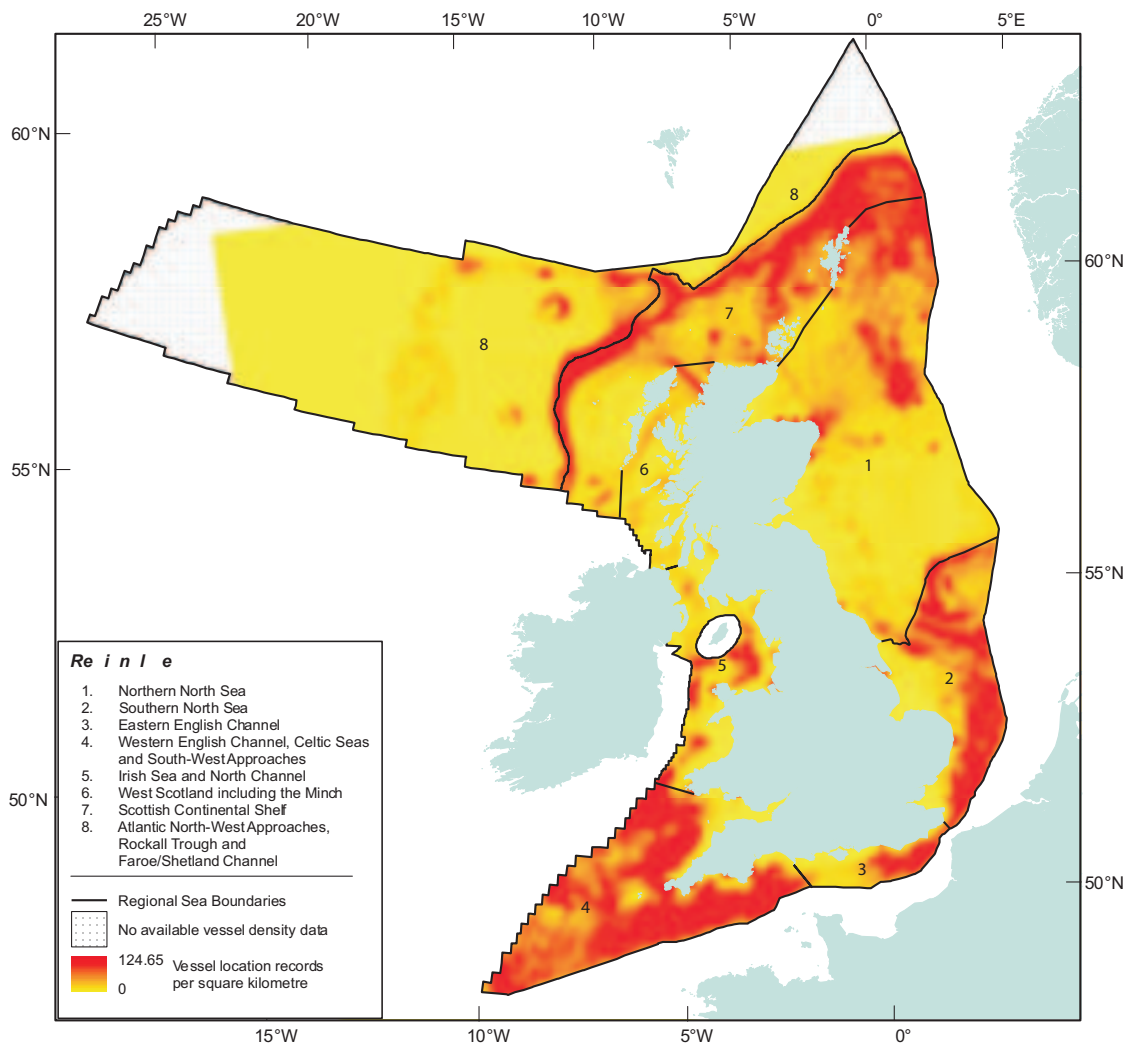 25°W 20°W 15°W 10°W 5°W 0° 5°E
60°N
8
60°N
7
8
55°N
6
1
55°N
5
2
Re i n l e
1. Northern North Sea
2. Southern North Sea
3. Eastern English Channel
4. Western English Channel, Celtic Seas
and South-West Approaches
5. Irish Sea and North Channel
6. West Scotland including the Minch
7. Scottish Continental Shelf
8. Atlantic North-West Approaches,
Rockall Trough and
Faroe/Shetland Channel
Regional Sea Boundaries
No available vessel density data
124.65 Vessel location records
0 per square kilometre
50°N
3
50°N
4
15°W 10°W 5°W 0°